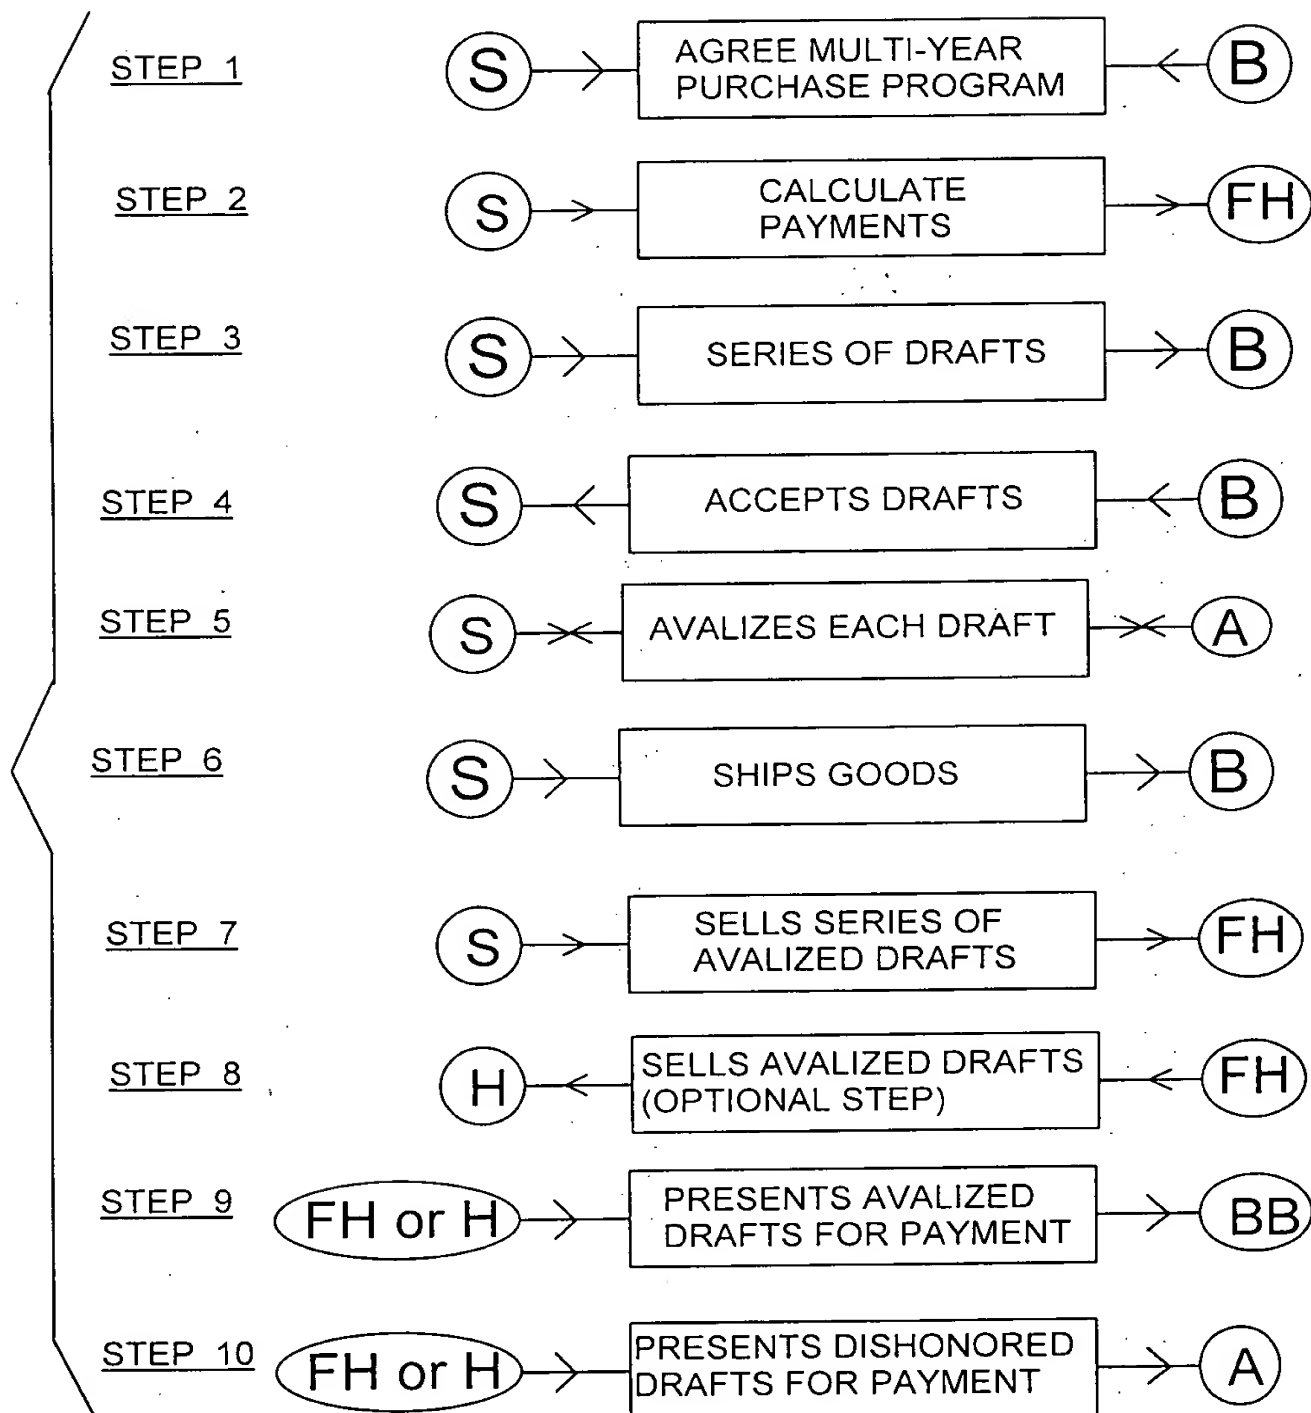 STEP 1
S
AGREE MULTI-YEAR
PURCHASE PROGRAM
B
STEP 2
S
CALCULATE
PAYMENTS
FH
STEP 3
S
SERIES OF DRAFTS
B
STEP 4
S
ACCEPTS DRAFTS
B
STEP 5
S
AVALIZES EACH DRAFT
A
STEP 6
S
SHIPS GOODS
B
STEP 7
S
SELLS SERIES OF
AVALIZED DRAFTS
FH
STEP 8
H
SELLS AVALIZED DRAFTS
(OPTIONAL STEP)
FH
STEP 9
FH or H
PRESENTS AVALIZED
DRAFTS FOR PAYMENT
BB
STEP 10
FH or H
PRESENTS DISHONORED
DRAFTS FOR PAYMENT
A